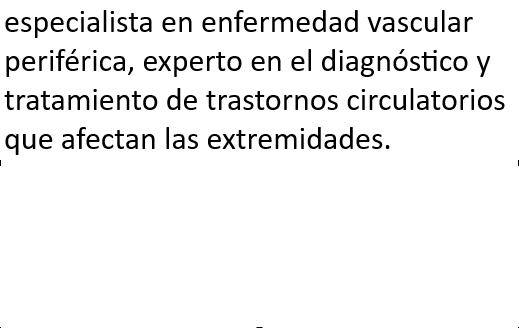 especialista en enfermedad vascular
periférica, experto en el diagnóstico y
tratamiento de trastornos circulatorios
que afectan las extremidades.